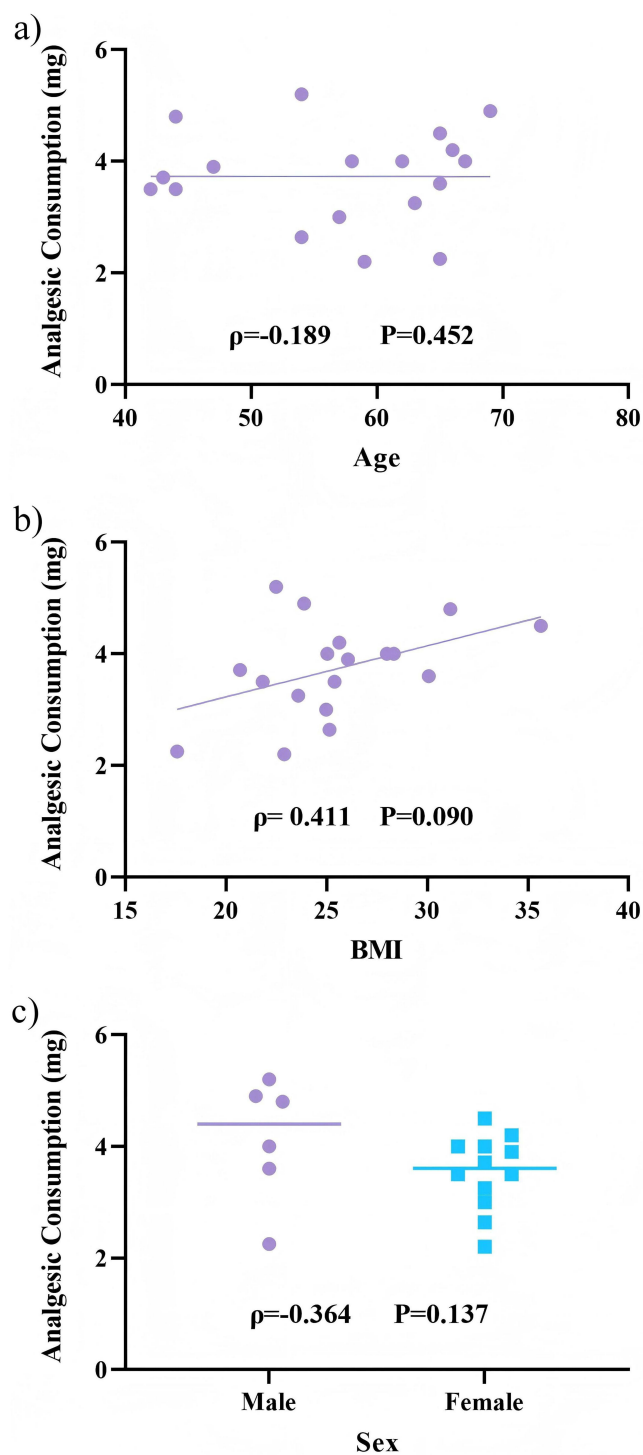 a)
Analgesic Consumption (mg)
6
4
2
0
40 50 60 70 80
Age
ρ=-0.189 P=0.452
b)
Analgesic Consumption (mg)
6
4
2
0
15 20 25 30 35 40
BMI
ρ= 0.411 P=0.090
c)
Analgesic Consumption (mg)
6
4
2
0
Male Female
Sex
ρ=-0.364 P=0.137